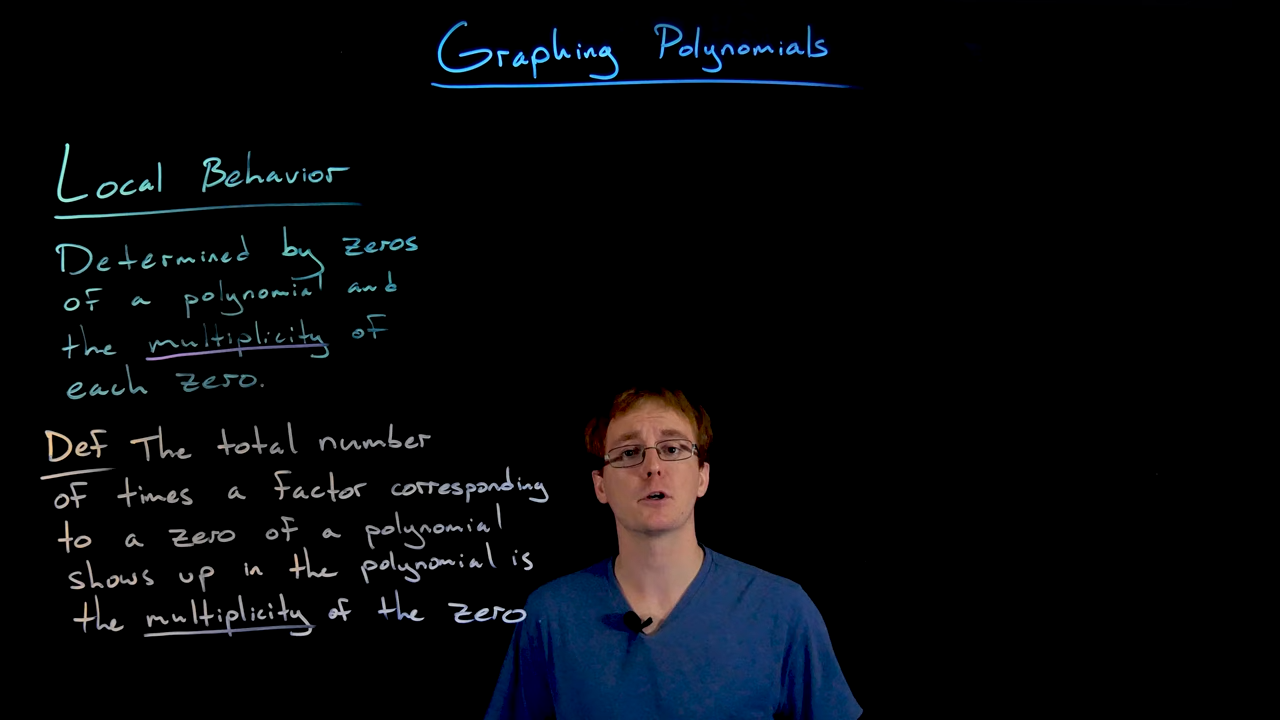 Graphing Polynomials
Local Behavior
Determined by zeros
of a polynomial and
the multiplicity of
each zero.
Def The total number
of times a factor corresponding
to a zero of a polynomial
shows up in the polynomial is
the multiplicity of the zero